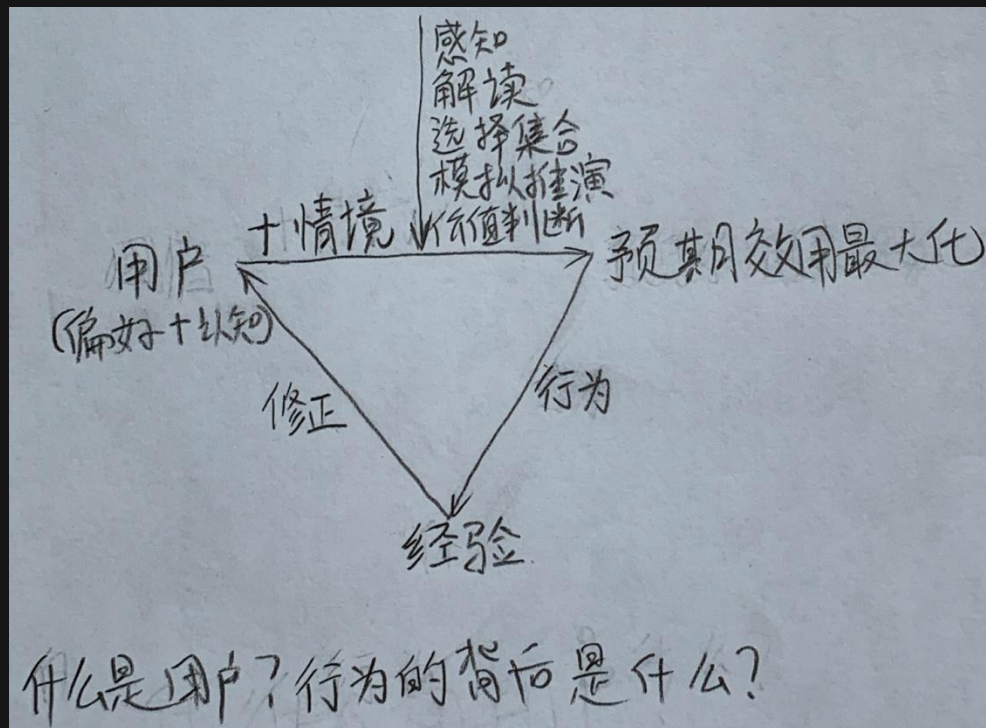 感知
解读
选择集合
模拟推演
价值判断
+情境
用户
预期效用最大化
(偏好+认知)
修正
行为
经验
什么是用户?行为的背后是什么?